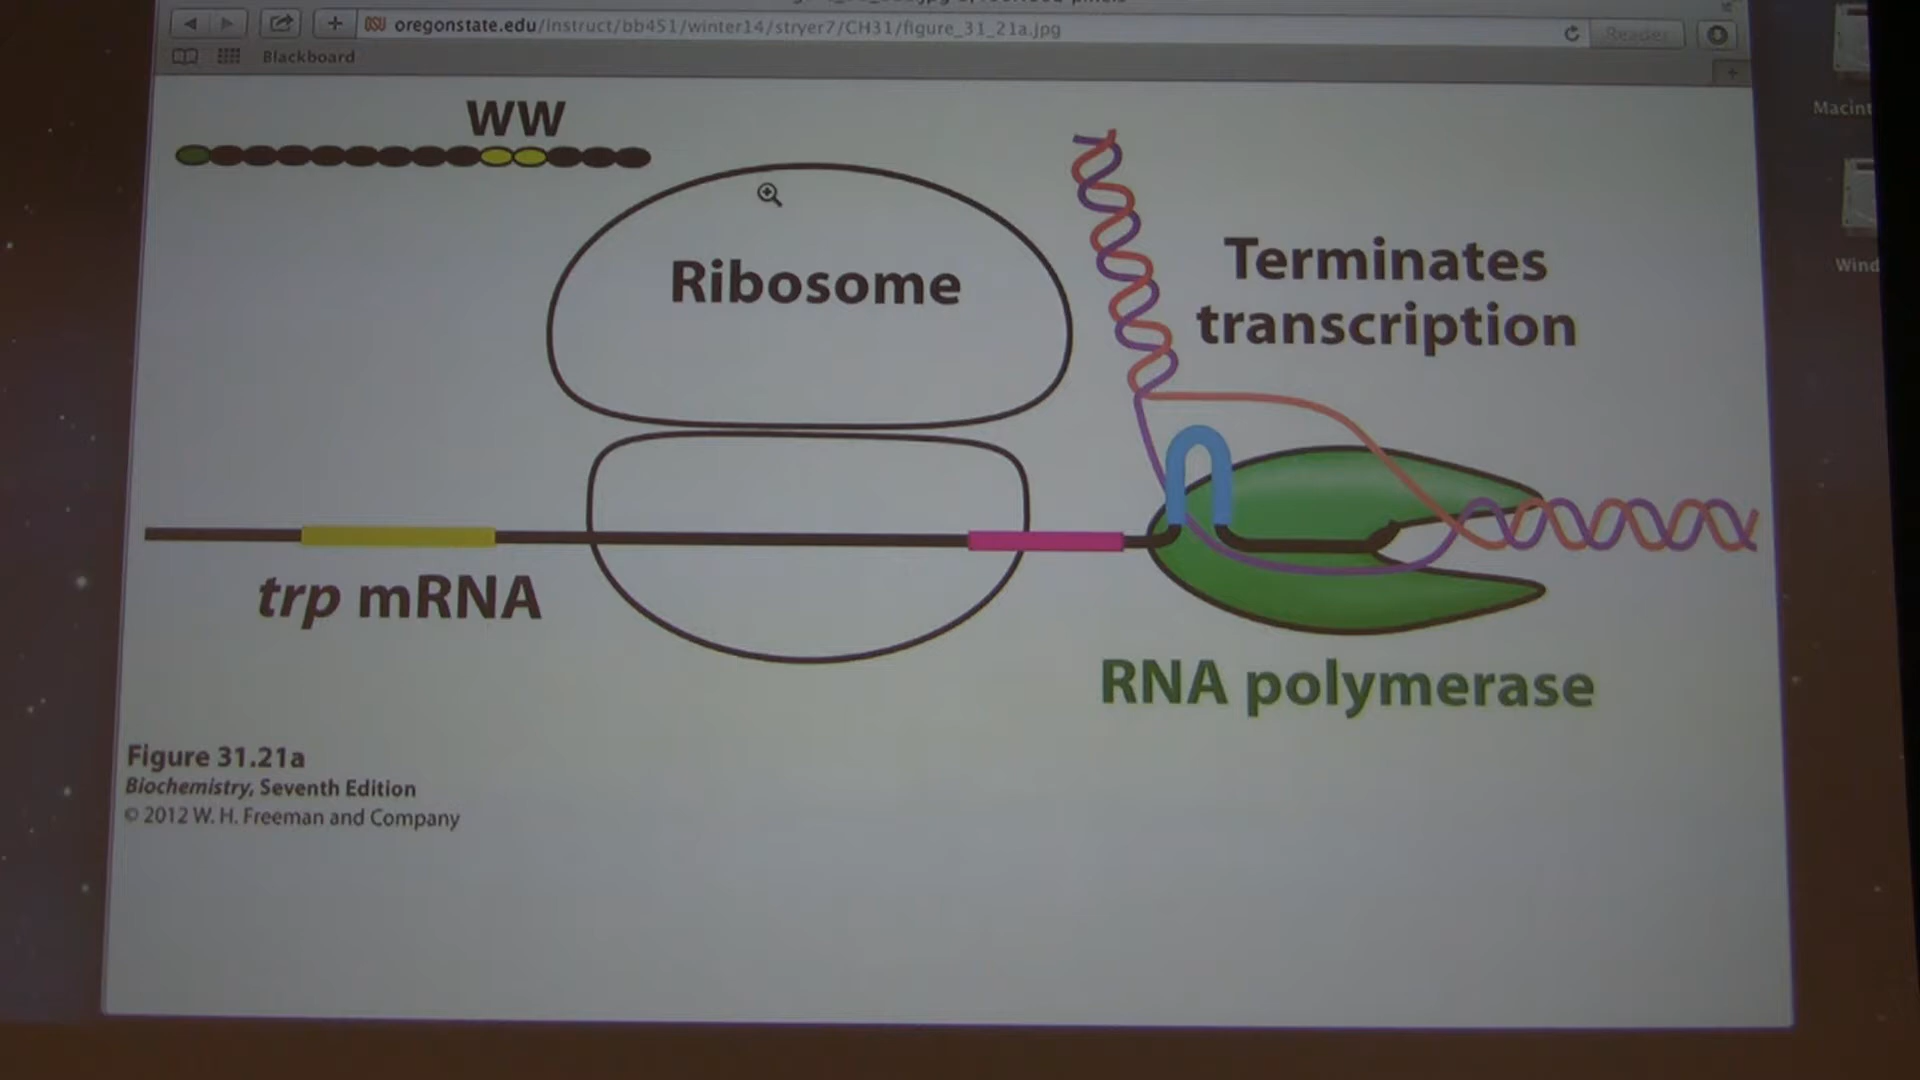 oregonstate.edu/instruct/bb451/winter14/stryer7/CH31/figure_31_21a.jpg
Reader
Blackboard
WW
Ribosome
Terminates
transcription
trp mRNA
RNA polymerase
Figure 31.21a
Biochemistry, Seventh Edition
© 2012 W. H. Freeman and Company
Macint
Wind